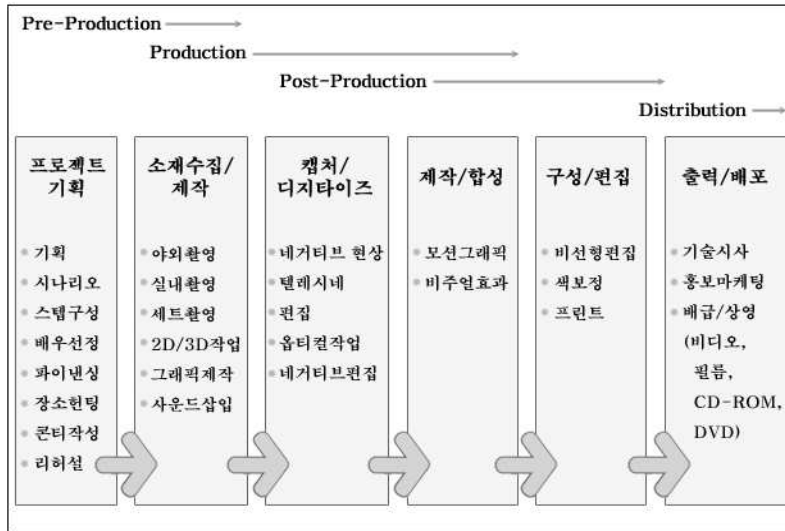 Pre-Production
Production
Post-Production
Distribution
프로젝트
기획
기획
시나리오
스텝구성
배우선정
파이낸싱
장소헌팅
콘티작성
리허설
소재수집/
제작
야외촬영
실내촬영
세트촬영
2D/3D작업
그래픽제작
사운드삽입
캡처/
디지타이즈
네거티브 현상
텔레시네
편집
옵티컬작업
네거티브편집
제작/합성
모션그래픽
비주얼효과
구성/편집
비선형편집
색보정
프린트
출력/배포
기술시사
홍보마케팅
배급/상영
(비디오,
필름,
CD-ROM,
DVD)